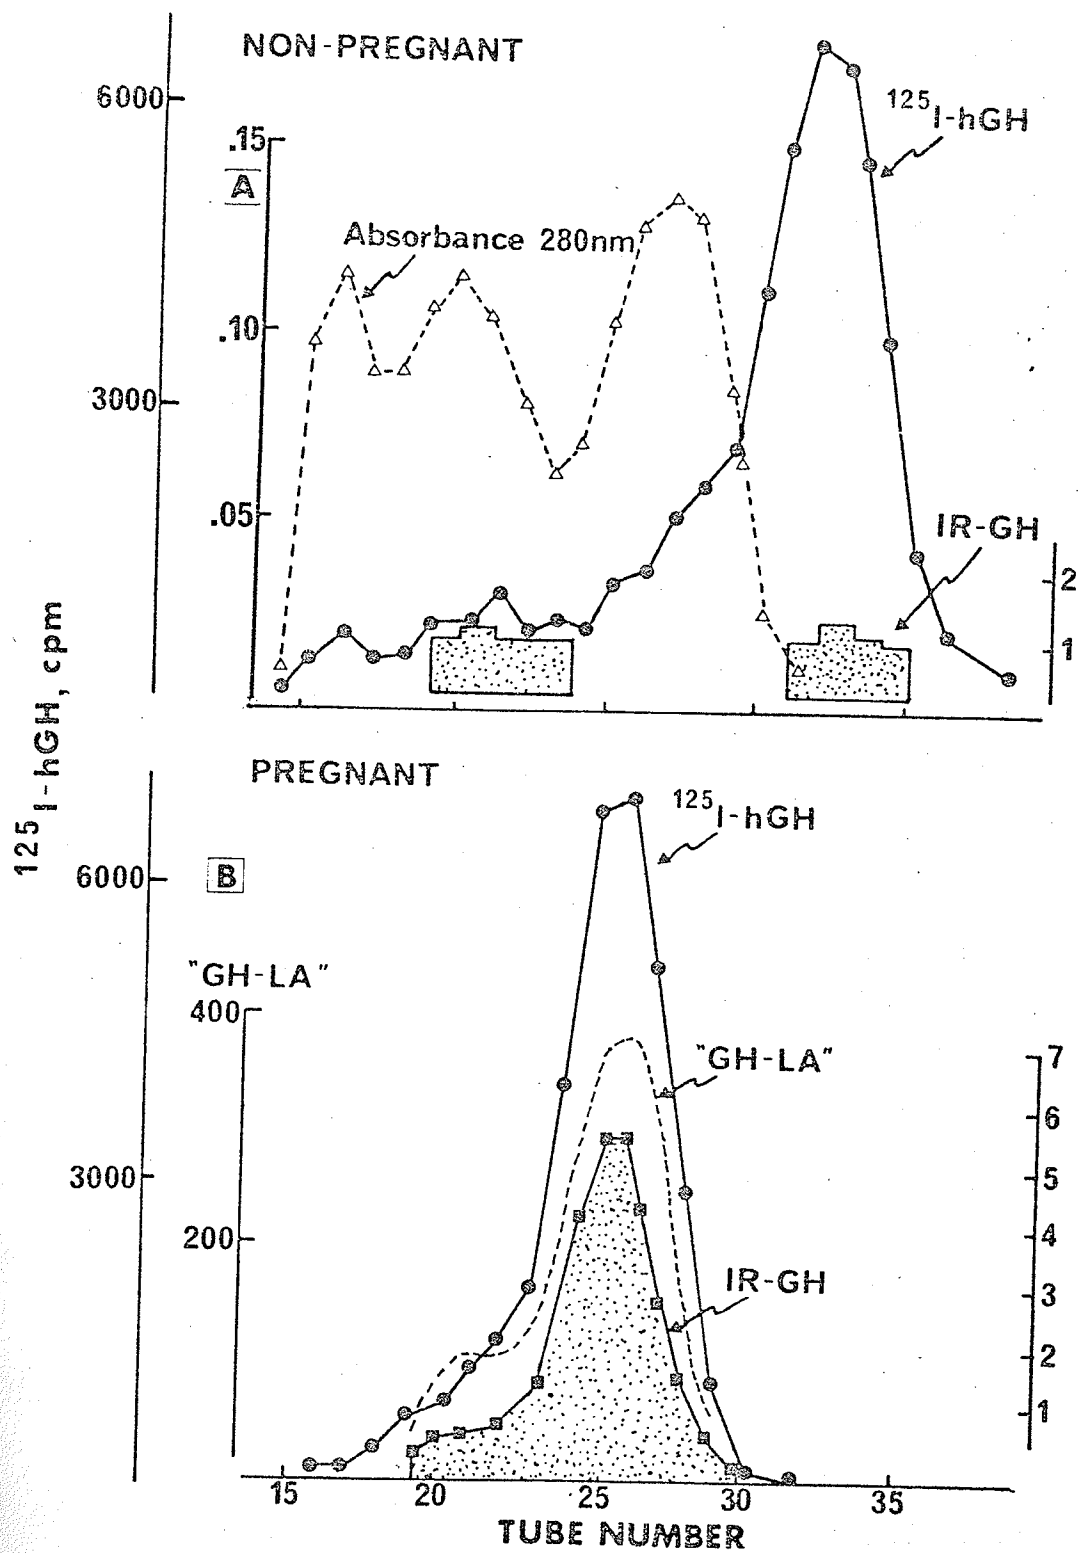 NON-PREGNANT
6000
125I-hGH
.15
A
Absorbance 280nm
.10
3000
.05
IR-GH
2
1
125I-hGH, cpm
PREGNANT
125I-hGH
6000
B
"GH-LA"
400
"GH-LA"
7
6
3000
5
200
4
IR-GH
3
2
1
15
20
25
30
35
TUBE NUMBER